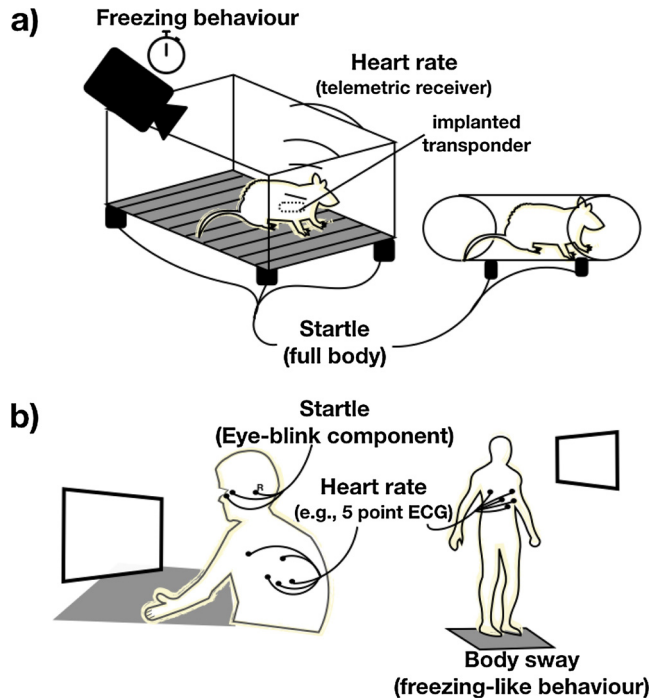 a)
Freezing behaviour
Heart rate
(telemetric receiver)
implanted
transponder
Startle
(full body)
b)
Startle
(Eye-blink component)
R
Heart rate
(e.g., 5 point ECG)
Body sway
(freezing-like behaviour)